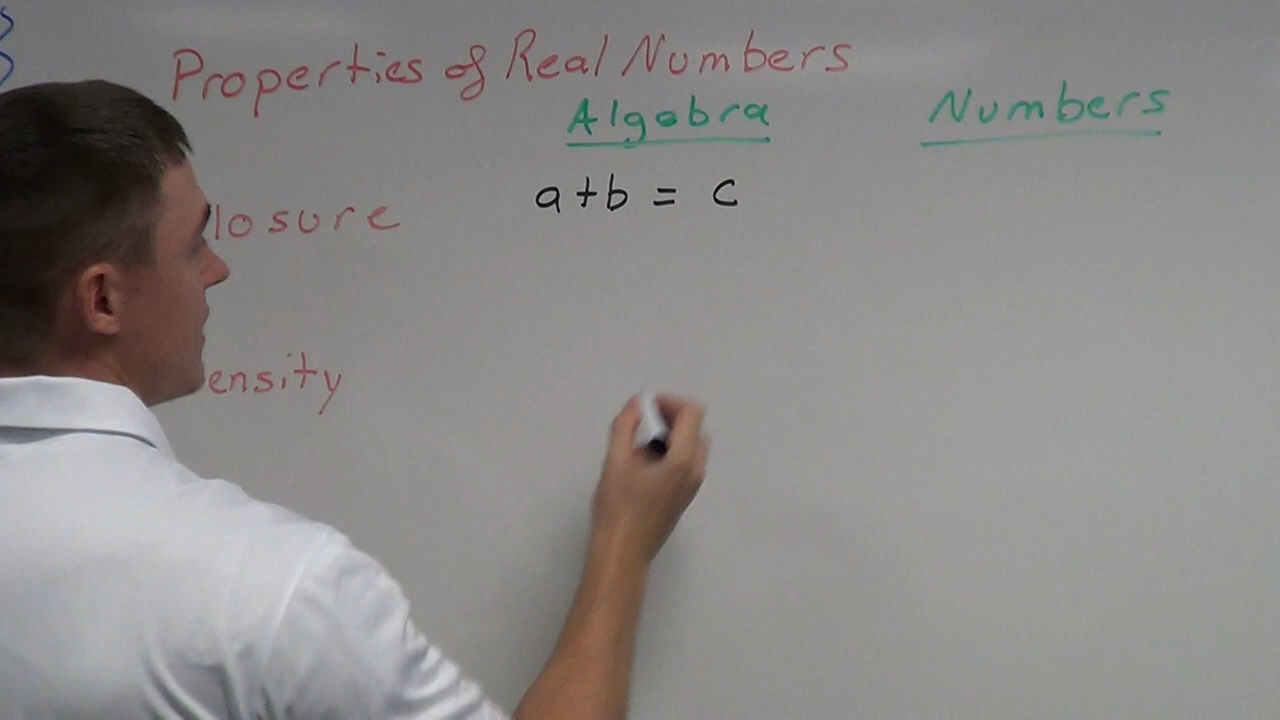 Properties of Real Numbers
Algebra Numbers
a+b = c
losure
ensity